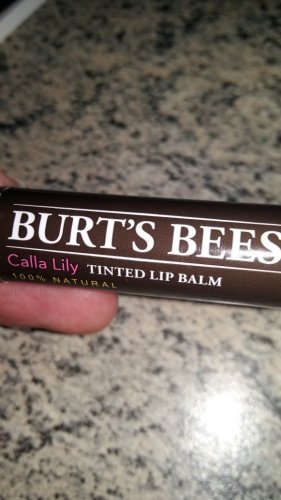 BURT'S BEES
Calla Lily TINTED LIP BALM
100% NATURAL